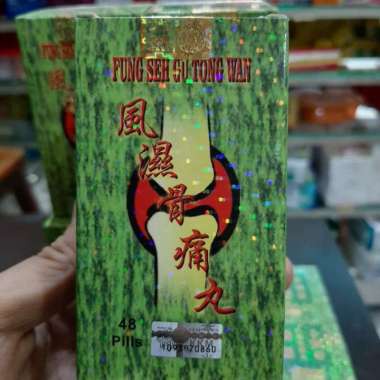 FUNG SEH GU TONG WAN
風濕骨痛丸
48
Pills